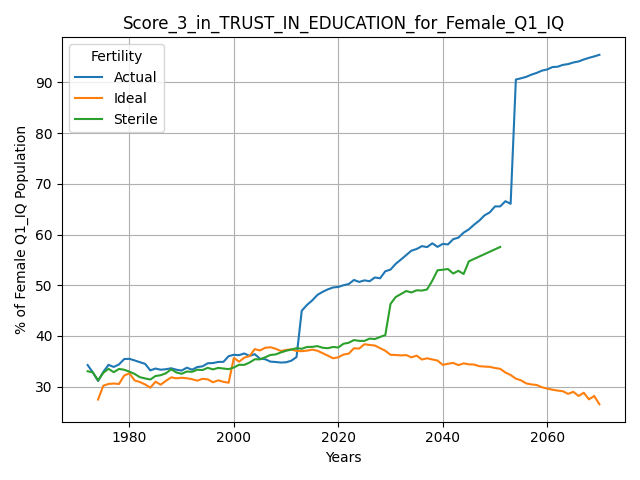 Score_3_in_TRUST_IN_EDUCATION_for_Female_Q1_IQ
Fertility
Actual
Ideal
Sterile
% of Female Q1_IQ Population
90
80
70
60
50
40
30
1980
2000
2020
2040
2060
Years